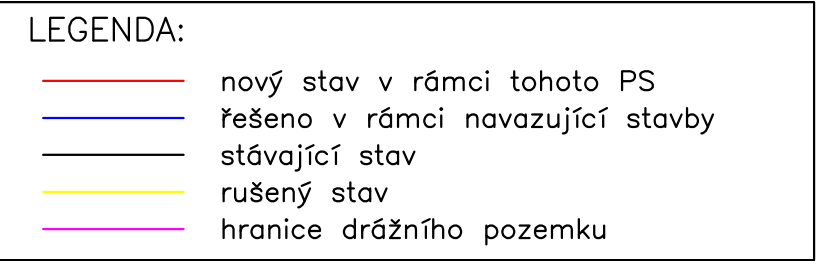 LEGENDA:
nový stav v rámci tohoto PS
řešeno v rámci navazující stavby
stávající stav
rušený stav
hranice drážního pozemku